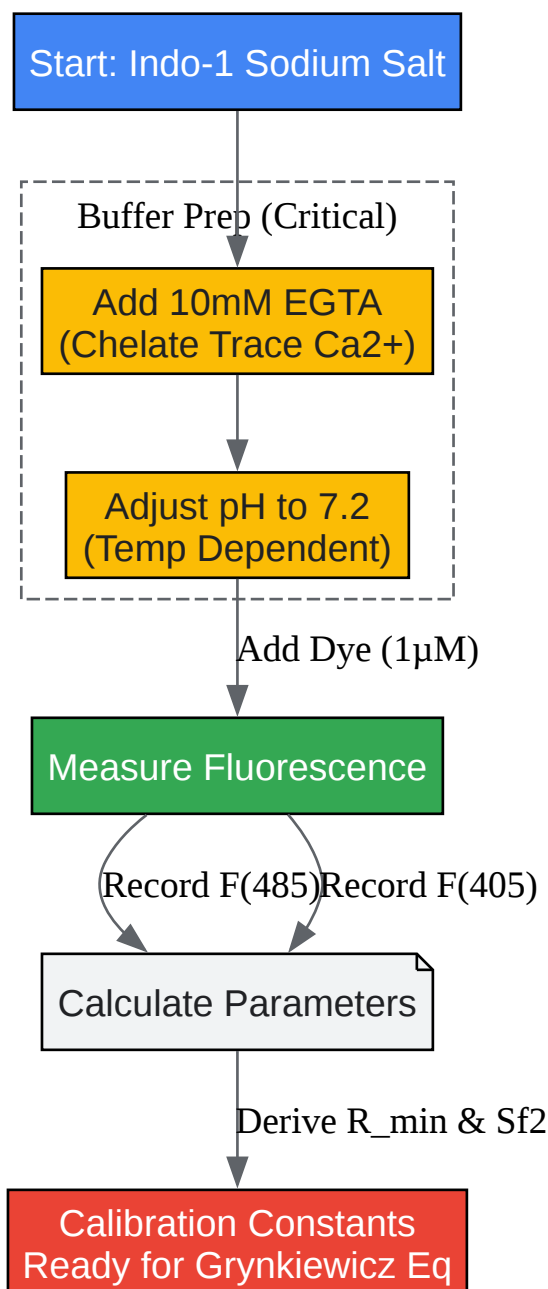 Start: Indo-1 Sodium Salt
Buffer Prep (Critical)
Add 10mM EGTA
(Chelate Trace Ca2+)
Adjust pH to 7.2
(Temp Dependent)
Add Dye (1µM)
Measure Fluorescence
Record F(485)
Record F(405)
Calculate Parameters
Derive R_min & Sf2
Calibration Constants
Ready for Grynkiewicz Eq